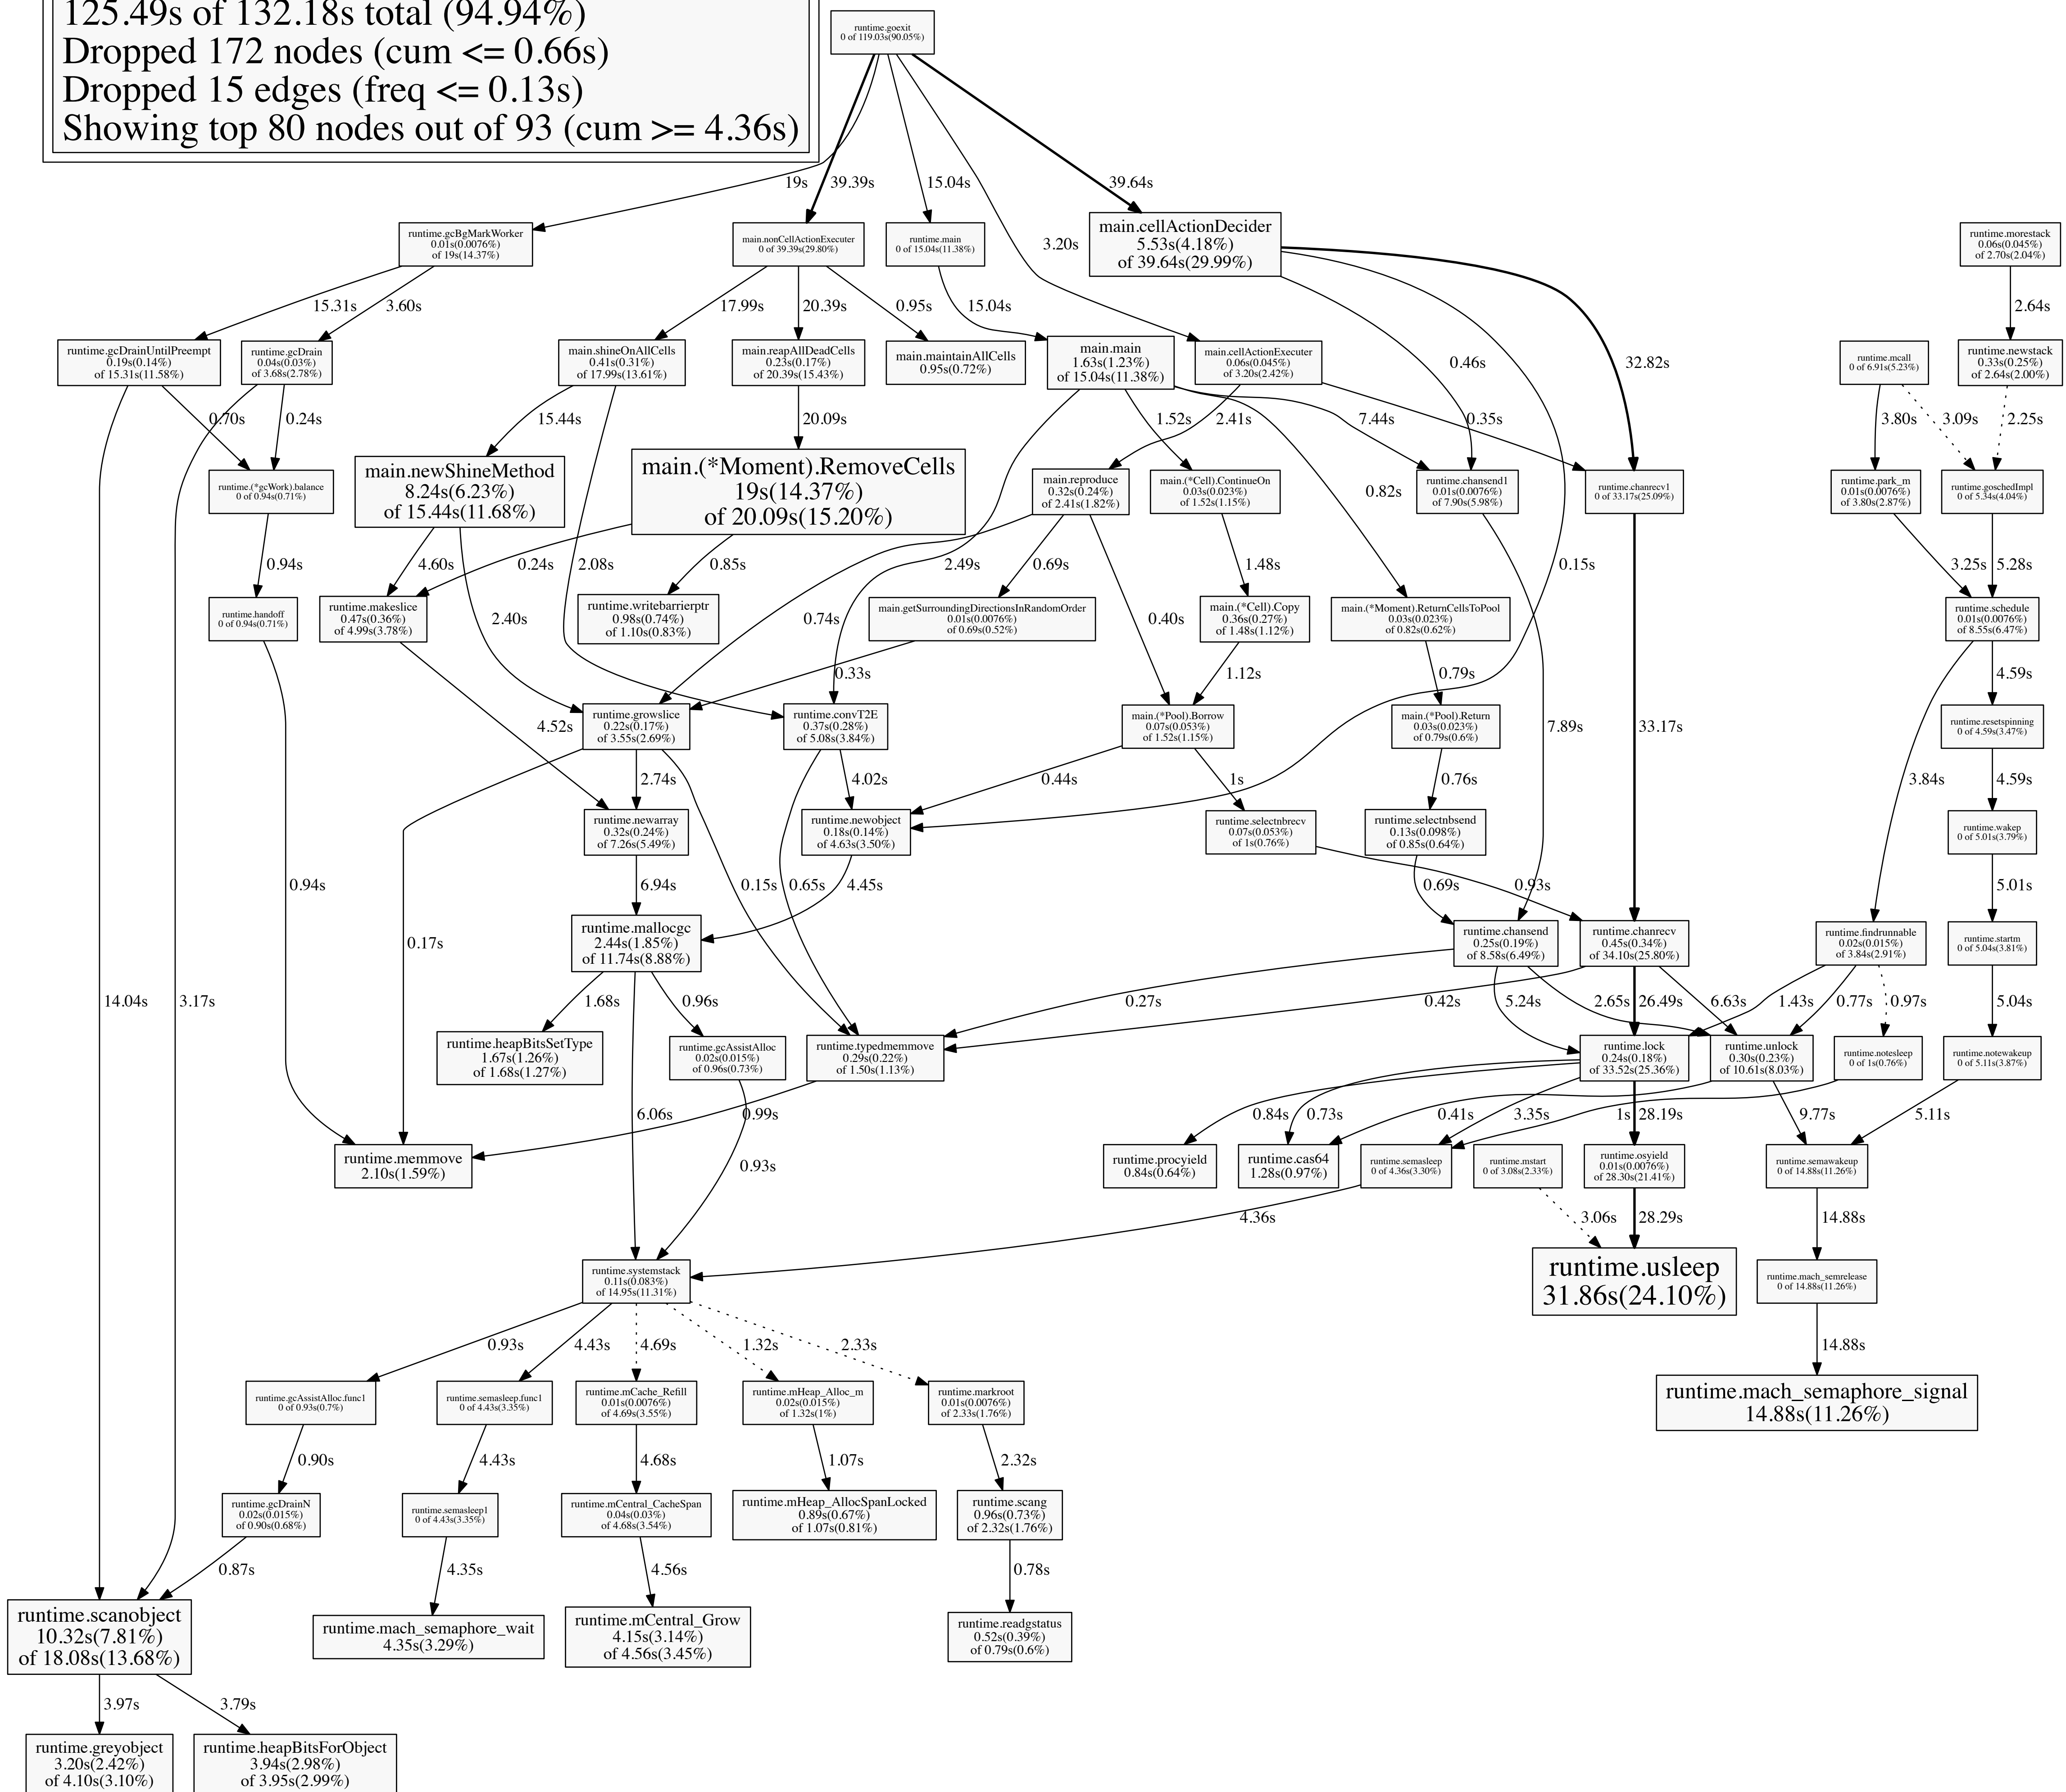 125.49s of 132.18s total (94.94%)
Dropped 172 nodes (cum <= 0.66s)
Dropped 15 edges (freq <= 0.13s)
Showing top 80 nodes out of 93 (cum >= 4.36s)
runtime.goexit
0 of 119.03s(90.05%)
19s
39.39s
15.04s
3.20s
39.64s
runtime.gcBgMarkWorker
0.01s(0.0076%)
of 19s(14.37%)
main.nonCellActionExecuter
0 of 39.39s(29.80%)
runtime.main
0 of 15.04s(11.38%)
main.cellActionDecider
5.53s(4.18%)
of 39.64s(29.99%)
runtime.morestack
0.06s(0.045%)
of 2.70s(2.04%)
15.31s
3.60s
17.99s
20.39s
0.95s
15.04s
2.64s
runtime.gcDrainUntilPreempt
0.19s(0.14%)
of 15.31s(11.58%)
runtime.gcDrain
0.04s(0.03%)
of 3.68s(2.78%)
main.shineOnAllCells
0.41s(0.31%)
of 17.99s(13.61%)
main.reapAllDeadCells
0.23s(0.17%)
of 20.39s(15.43%)
main.maintainAllCells
0.95s(0.72%)
main.main
1.63s(1.23%)
of 15.04s(11.38%)
main.cellActionExecuter
0.06s(0.045%)
of 3.20s(2.42%)
0.46s
32.82s
runtime.mcall
0 of 6.91s(5.23%)
runtime.newstack
0.33s(0.25%)
of 2.64s(2.00%)
0.70s
0.24s
15.44s
20.09s
1.52s
2.41s
7.44s
0.35s
3.80s
3.09s
2.25s
runtime.(*gcWork).balance
0 of 0.94s(0.71%)
main.newShineMethod
8.24s(6.23%)
of 15.44s(11.68%)
main.(*Moment).RemoveCells
19s(14.37%)
of 20.09s(15.20%)
main.reproduce
0.32s(0.24%)
of 2.41s(1.82%)
main.(*Cell).ContinueOn
0.03s(0.023%)
of 1.52s(1.15%)
0.82s
runtime.chansend1
0.01s(0.0076%)
of 7.90s(5.98%)
runtime.chanrecv1
0 of 33.17s(25.09%)
runtime.park_m
0.01s(0.0076%)
of 3.80s(2.87%)
runtime.goschedImpl
0 of 5.34s(4.04%)
0.94s
4.60s
0.24s
2.08s
0.85s
2.49s
0.69s
1.48s
0.15s
3.25s
5.28s
runtime.handoff
0 of 0.94s(0.71%)
runtime.makeslice
0.47s(0.36%)
of 4.99s(3.78%)
2.40s
runtime.writebarrierptr
0.98s(0.74%)
of 1.10s(0.83%)
0.74s
main.getSurroundingDirectionsInRandomOrder
0.01s(0.0076%)
of 0.69s(0.52%)
0.40s
main.(*Cell).Copy
0.36s(0.27%)
of 1.48s(1.12%)
main.(*Moment).ReturnCellsToPool
0.03s(0.023%)
of 0.82s(0.62%)
runtime.schedule
0.01s(0.0076%)
of 8.55s(6.47%)
0.33s
1.12s
0.79s
4.59s
4.52s
runtime.growslice
0.22s(0.17%)
of 3.55s(2.69%)
runtime.convT2E
0.37s(0.28%)
of 5.08s(3.84%)
main.(*Pool).Borrow
0.07s(0.053%)
of 1.52s(1.15%)
main.(*Pool).Return
0.03s(0.023%)
of 0.79s(0.6%)
7.89s
33.17s
runtime.resetspinning
0 of 4.59s(3.47%)
2.74s
4.02s
0.44s
1s
0.76s
3.84s
4.59s
runtime.newarray
0.32s(0.24%)
of 7.26s(5.49%)
runtime.newobject
0.18s(0.14%)
of 4.63s(3.50%)
runtime.selectnbrecv
0.07s(0.053%)
of 1s(0.76%)
runtime.selectnbsend
0.13s(0.098%)
of 0.85s(0.64%)
runtime.wakep
0 of 5.01s(3.79%)
0.94s
6.94s
0.15s
0.65s
4.45s
0.69s
0.93s
5.01s
0.17s
runtime.mallocgc
2.44s(1.85%)
of 11.74s(8.88%)
runtime.chansend
0.25s(0.19%)
of 8.58s(6.49%)
runtime.chanrecv
0.45s(0.34%)
of 34.10s(25.80%)
runtime.findrunnable
0.02s(0.015%)
of 3.84s(2.91%)
runtime.startm
0 of 5.04s(3.81%)
14.04s
3.17s
1.68s
0.96s
0.27s
0.42s
5.24s
2.65s
26.49s
6.63s
1.43s
0.77s
0.97s
5.04s
runtime.heapBitsSetType
1.67s(1.26%)
of 1.68s(1.27%)
runtime.gcAssistAlloc
0.02s(0.015%)
of 0.96s(0.73%)
runtime.typedmemmove
0.29s(0.22%)
of 1.50s(1.13%)
runtime.lock
0.24s(0.18%)
of 33.52s(25.36%)
runtime.unlock
0.30s(0.23%)
of 10.61s(8.03%)
runtime.notesleep
0 of 1s(0.76%)
runtime.notewakeup
0 of 5.11s(3.87%)
6.06s
0.99s
0.84s
0.73s
0.41s
3.35s
1s
28.19s
9.77s
5.11s
runtime.memmove
2.10s(1.59%)
0.93s
runtime.procyield
0.84s(0.64%)
runtime.cas64
1.28s(0.97%)
runtime.semasleep
0 of 4.36s(3.30%)
runtime.mstart
0 of 3.08s(2.33%)
runtime.osyield
0.01s(0.0076%)
of 28.30s(21.41%)
runtime.semawakeup
0 of 14.88s(11.26%)
4.36s
3.06s
28.29s
14.88s
runtime.systemstack
0.11s(0.083%)
of 14.95s(11.31%)
runtime.usleep
31.86s(24.10%)
runtime.mach_semrelease
0 of 14.88s(11.26%)
0.93s
4.43s
4.69s
1.32s
2.33s
14.88s
runtime.gcAssistAlloc.func1
0 of 0.93s(0.7%)
runtime.semasleep.func1
0 of 4.43s(3.35%)
runtime.mCache_Refill
0.01s(0.0076%)
of 4.69s(3.55%)
runtime.mHeap_Alloc_m
0.02s(0.015%)
of 1.32s(1%)
runtime.markroot
0.01s(0.0076%)
of 2.33s(1.76%)
runtime.mach_semaphore_signal
14.88s(11.26%)
0.90s
4.43s
4.68s
1.07s
2.32s
runtime.gcDrainN
0.02s(0.015%)
of 0.90s(0.68%)
runtime.semasleep1
0 of 4.43s(3.35%)
runtime.mCentral_CacheSpan
0.04s(0.03%)
of 4.68s(3.54%)
runtime.mHeap_AllocSpanLocked
0.89s(0.67%)
of 1.07s(0.81%)
runtime.scang
0.96s(0.73%)
of 2.32s(1.76%)
0.87s
4.35s
4.56s
0.78s
runtime.scanobject
10.32s(7.81%)
of 18.08s(13.68%)
runtime.mach_semaphore_wait
4.35s(3.29%)
runtime.mCentral_Grow
4.15s(3.14%)
of 4.56s(3.45%)
runtime.readgstatus
0.52s(0.39%)
of 0.79s(0.6%)
3.97s
3.79s
runtime.greyobject
3.20s(2.42%)
of 4.10s(3.10%)
runtime.heapBitsForObject
3.94s(2.98%)
of 3.95s(2.99%)